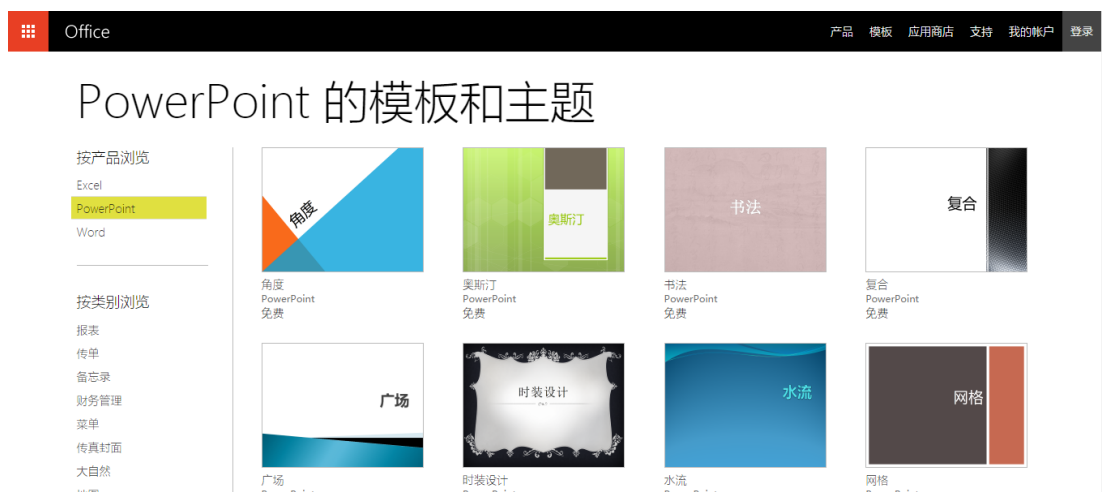 Office
产品 模板 应用商店 支持 我的帐户 登录
PowerPoint 的模板和主题
按产品浏览
Excel
PowerPoint
Word
按类别浏览
报表
传单
备忘录
财务管理
菜单
传真封面
大自然
角度
奥斯汀
书法
复合
角度
PowerPoint
免费
奥斯汀
PowerPoint
免费
书法
PowerPoint
免费
复合
PowerPoint
免费
广场
时装设计
水流
网格
广场
时装设计
水流
网格